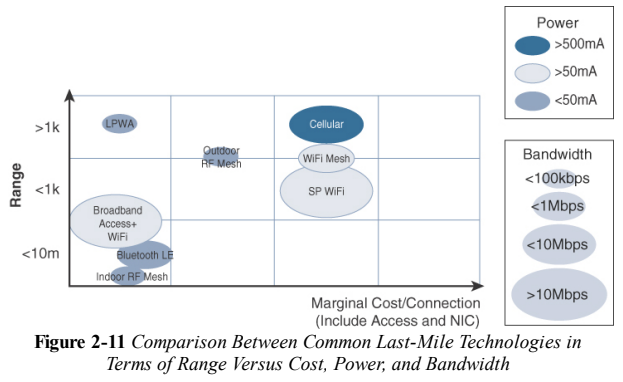 Power
>500mA
>50mA
<50mA
Bandwidth
<100kbps
<1Mbps
<10Mbps
>10Mbps
Range
>1k
<1k
<10m
LPWA
Outdoor
RF Mesh
Cellular
WiFi Mesh
SP WiFi
Broadband
Access+
WiFi
Bluetooth LE
Indoor RF Mesh
Marginal Cost/Connection
(Include Access and NIC)
Figure 2-11 Comparison Between Common Last-Mile Technologies in
Terms of Range Versus Cost, Power, and Bandwidth